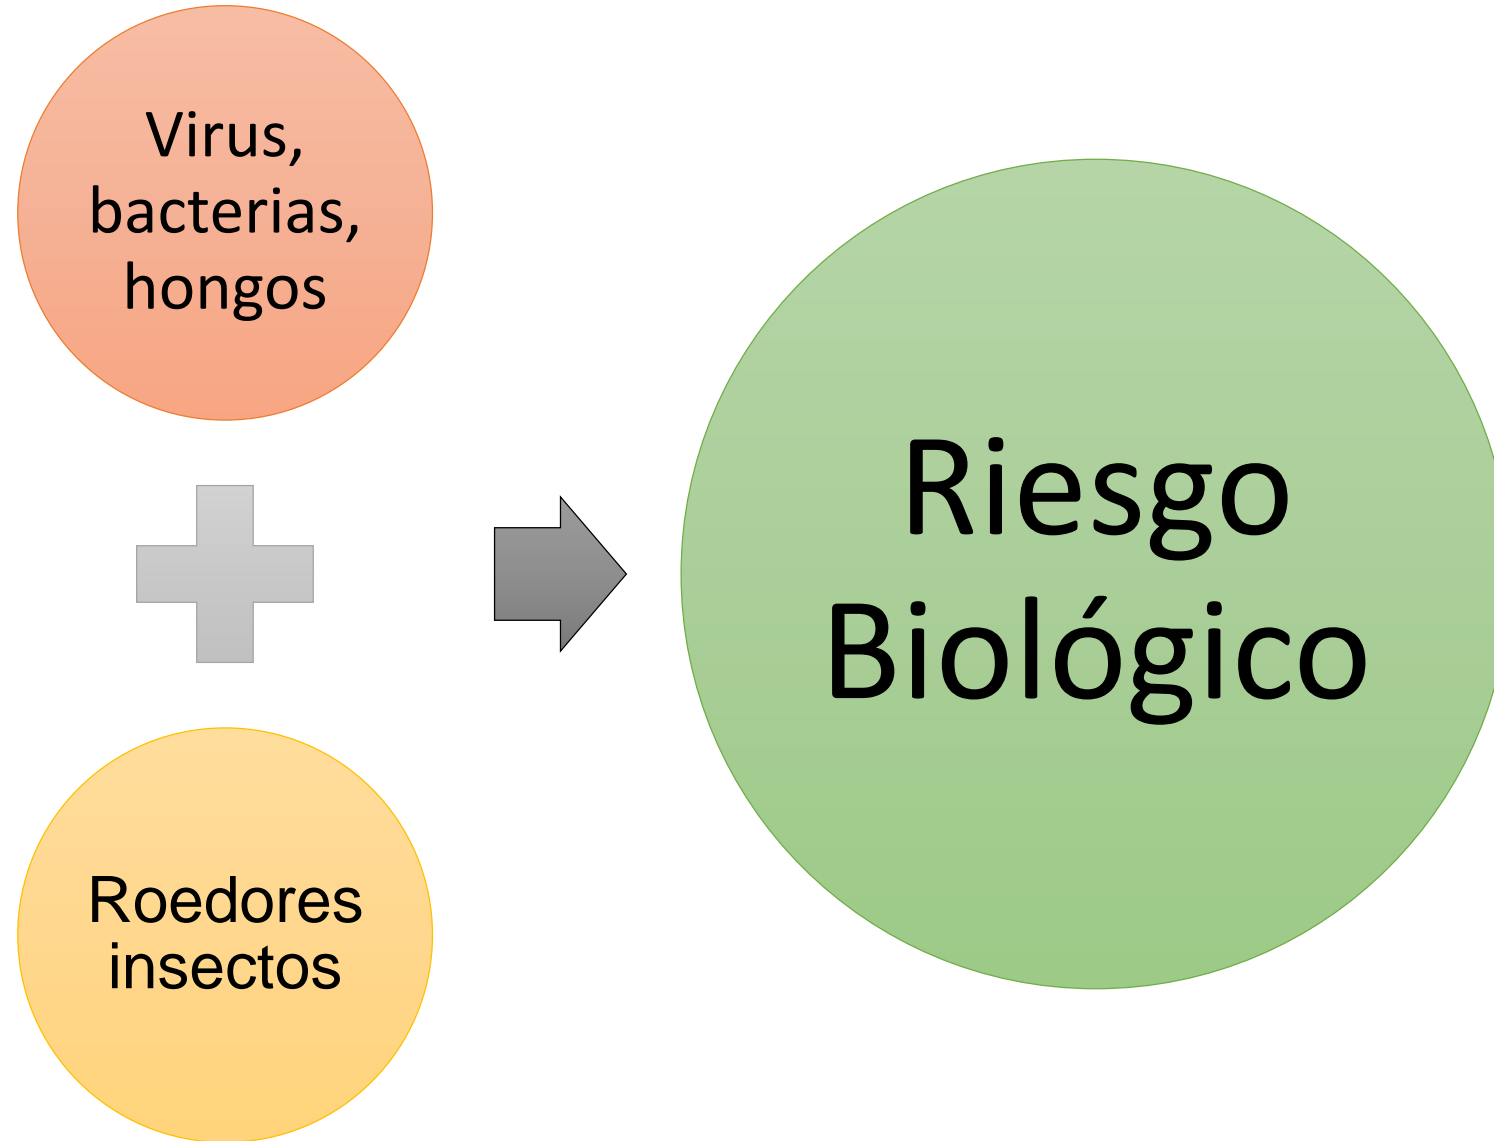 Virus,
bacterias,
hongos
Roedores
insectos
Riesgo
Biológico